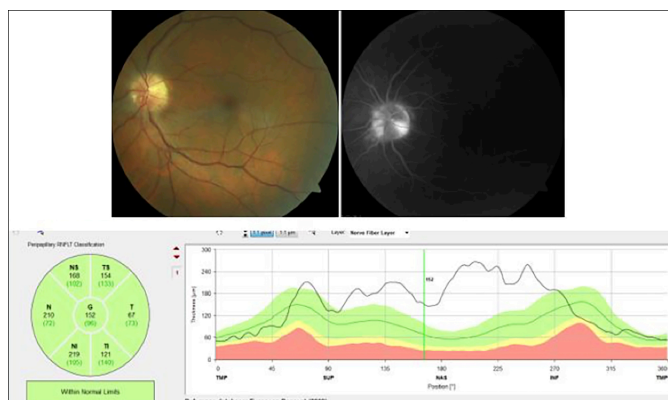 Layer: Nerve Fiber Layer
Peripapillary RNFLT Classification
NS
168
(102)
TS
154
(133)
N
210
(72)
G
152
(96)
T
67
(73)
NI
219
(105)
TI
121
(140)
Within Normal Limits
Thickness [µm]
300
240
180
120
60
0
0
45
90
135
180
225
270
315
360
TMP
SUP
NAS
INF
TMP
Position [°]